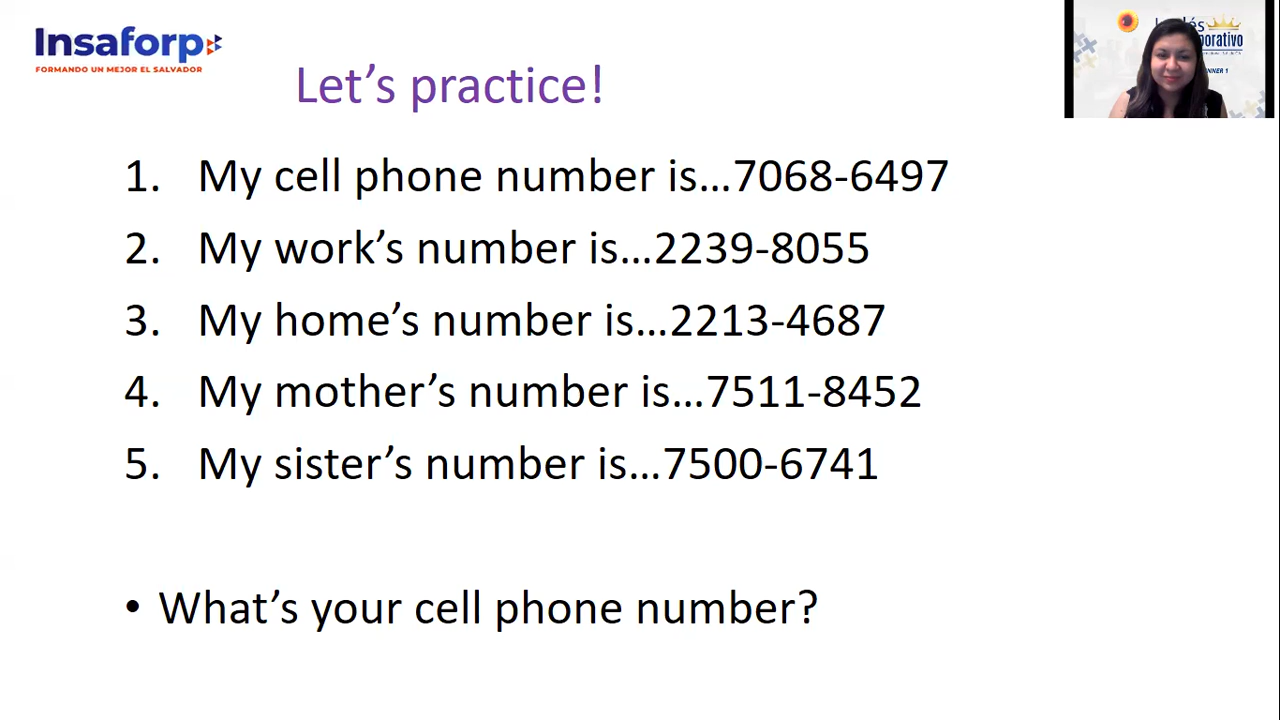 Insaforp
FORMANDO UN MEJOR EL SALVADOR
Let’s practice!
1. My cell phone number is...7068-6497
2. My work’s number is...2239-8055
3. My home’s number is...2213-4687
4. My mother’s number is...7511-8452
5. My sister’s number is...7500-6741
• What’s your cell phone number?